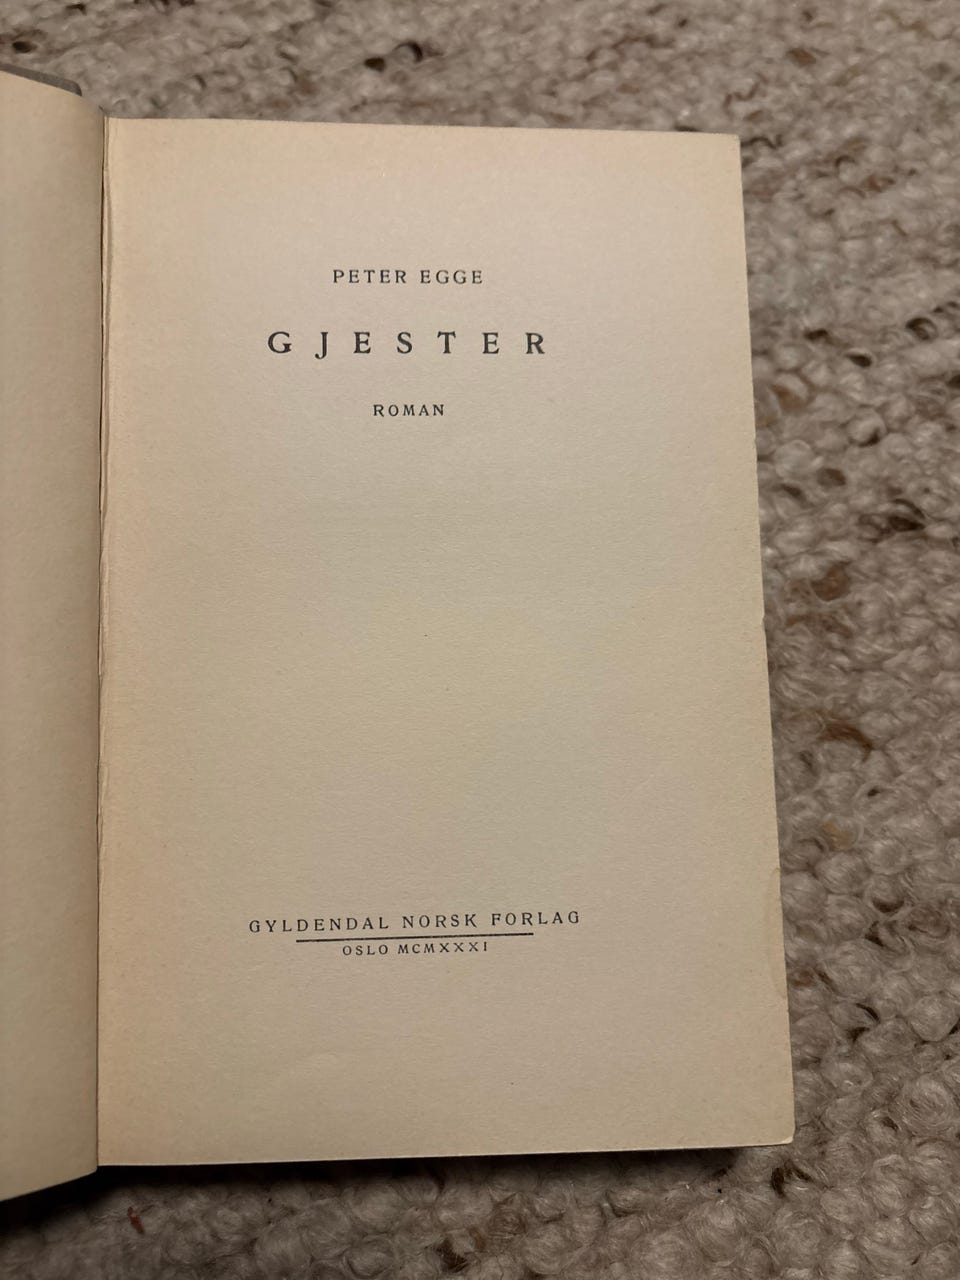 PETER EGGE
GJESTER
ROMAN
GYLDENDAL NORSK FORLAG
OSLO MCMXXXI